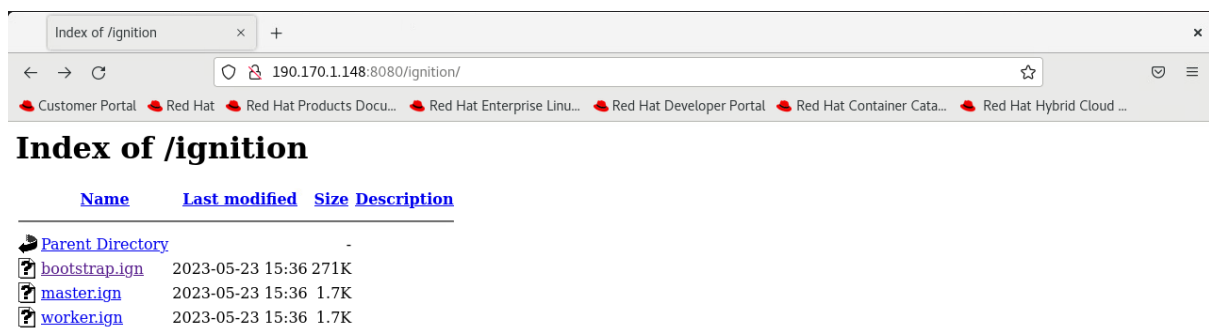 Index of /ignition
190.170.1.148:8080/ignition/
Customer Portal Red Hat Red Hat Products Docu... Red Hat Enterprise Linu... Red Hat Developer Portal Red Hat Container Cata... Red Hat Hybrid Cloud ...
Index of /ignition
Name Last modified Size Description
Parent Directory -
bootstrap.ign 2023-05-23 15:36 271K
master.ign 2023-05-23 15:36 1.7K
worker.ign 2023-05-23 15:36 1.7K